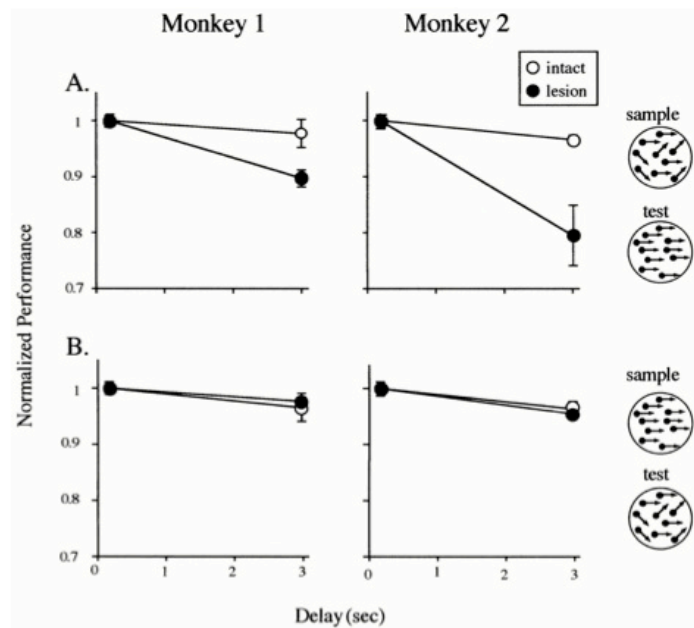 Monkey 1
Monkey 2
intact
lesion
A.
sample
test
1
0.9
0.8
0.7
Normalized Performance
B.
sample
test
1
0.9
0.8
0.7
0
1
2
3
0
1
2
3
Delay (sec)